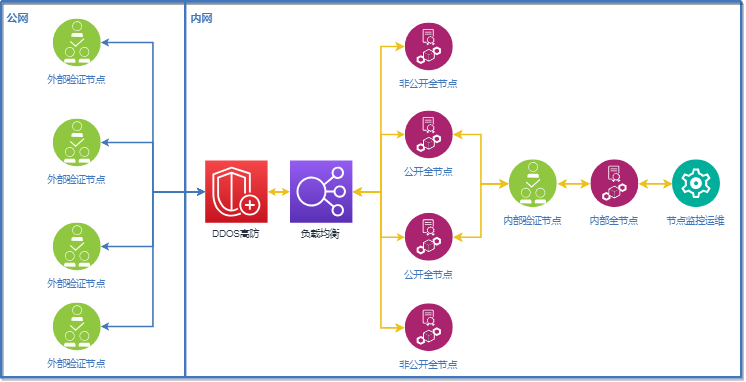 公网
外部验证节点
外部验证节点
外部验证节点
外部验证节点
内网
DDOS高防
负载均衡
非公开全节点
公开全节点
公开全节点
非公开全节点
内部验证节点
内部全节点
节点监控运维